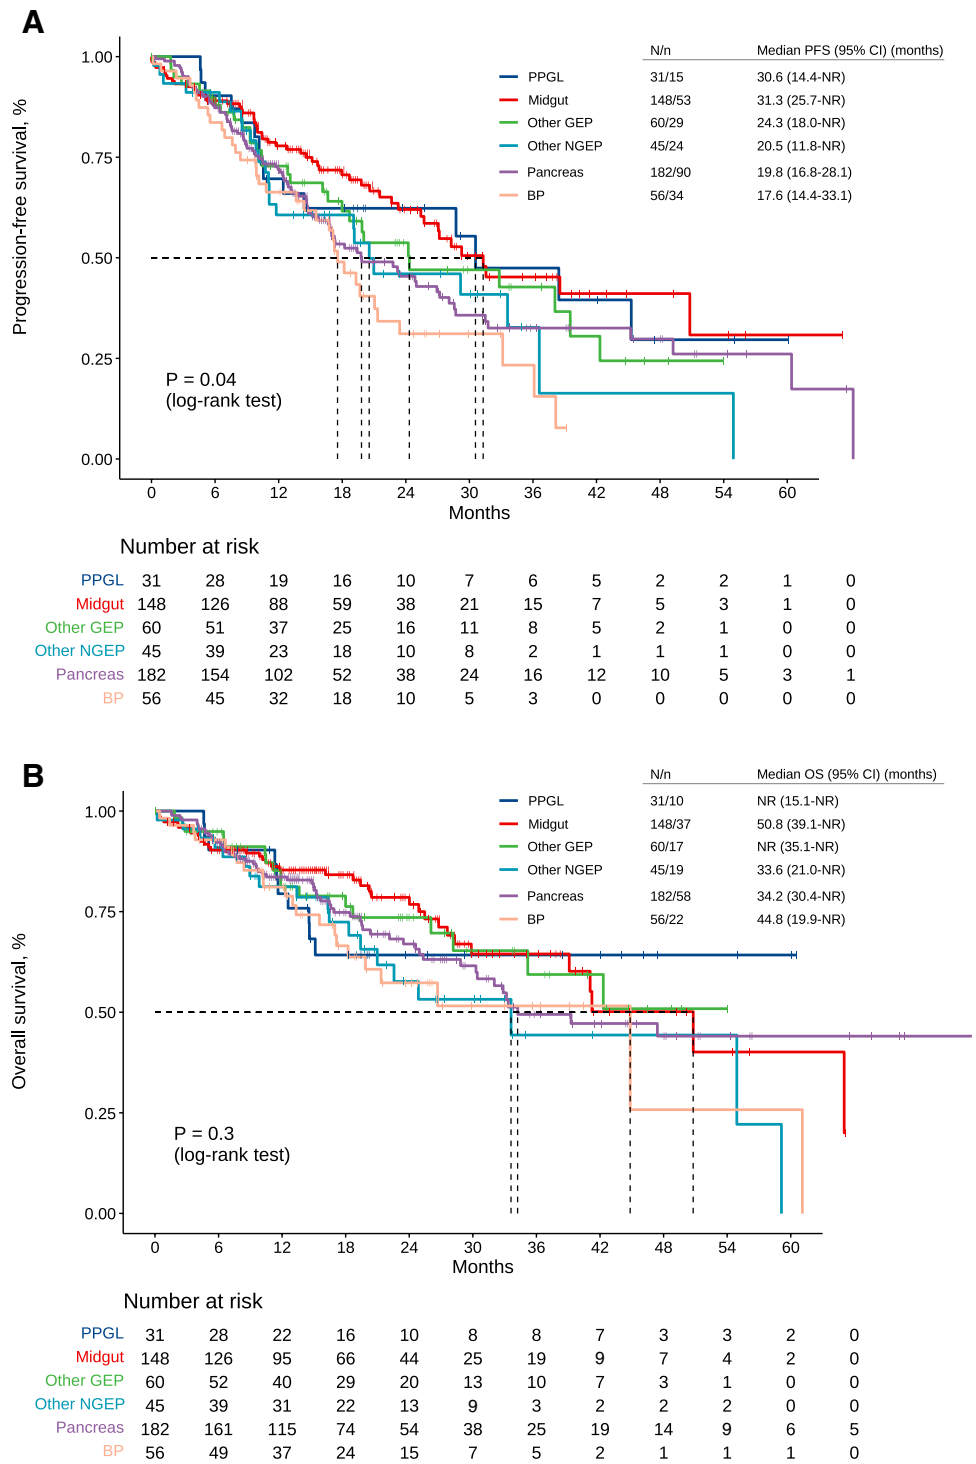 A
N/n Median PFS (95% CI) (months)
PPGL 31/15 30.6 (14.4-NR)
Midgut 148/53 31.3 (25.7-NR)
Other GEP 60/29 24.3 (18.0-NR)
Other NGEP 45/24 20.5 (11.8-NR)
Pancreas 182/90 19.8 (16.8-28.1)
BP 56/34 17.6 (14.4-33.1)
Progression-free survival, %
1.00
0.75
0.50
0.25
0.00
P = 0.04
(log-rank test)
0 6 12 18 24 30 36 42 48 54 60
Months
Number at risk
PPGL 31 28 19 16 10 7 6 5 2 2 1 0
Midgut 148 126 88 59 38 21 15 7 5 3 1 0
Other GEP 60 51 37 25 16 11 8 5 2 1 0 0
Other NGEP 45 39 23 18 10 8 2 1 1 1 0 0
Pancreas 182 154 102 52 38 24 16 12 10 5 3 1
BP 56 45 32 18 10 5 3 0 0 0 0 0
B
N/n Median OS (95% CI) (months)
PPGL 31/10 NR (15.1-NR)
Midgut 148/37 50.8 (39.1-NR)
Other GEP 60/17 NR (35.1-NR)
Other NGEP 45/19 33.6 (21.0-NR)
Pancreas 182/58 34.2 (30.4-NR)
BP 56/22 44.8 (19.9-NR)
Overall survival, %
1.00
0.75
0.50
0.25
0.00
P = 0.3
(log-rank test)
0 6 12 18 24 30 36 42 48 54 60
Months
Number at risk
PPGL 31 28 22 16 10 8 8 7 3 3 2 0
Midgut 148 126 95 66 44 25 19 9 7 4 2 0
Other GEP 60 52 40 29 20 13 10 7 3 1 0 0
Other NGEP 45 39 31 22 13 9 3 2 2 2 0 0
Pancreas 182 161 115 74 54 38 25 19 14 9 6 5
BP 56 49 37 24 15 7 5 2 1 1 1 0